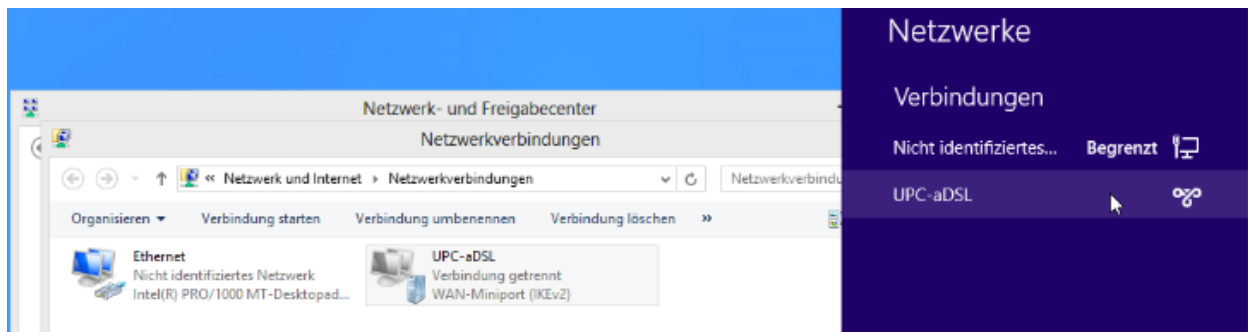 Netzwerk- und Freigabecenter
Netzwerkverbindungen
« Netzwerk und Internet ▸ Netzwerkverbindungen
Netzwerkverbindu
Organisieren Verbindung starten Verbindung umbenennen Verbindung löschen »
Ethernet
Nicht identifiziertes Netzwerk
Intel(R) PRO/1000 MT-Desktopad...
UPC-aDSL
Verbindung getrennt
WAN-Miniport (IKEv2)
Netzwerke
Verbindungen
Nicht identifiziertes... Begrenzt
UPC-aDSL